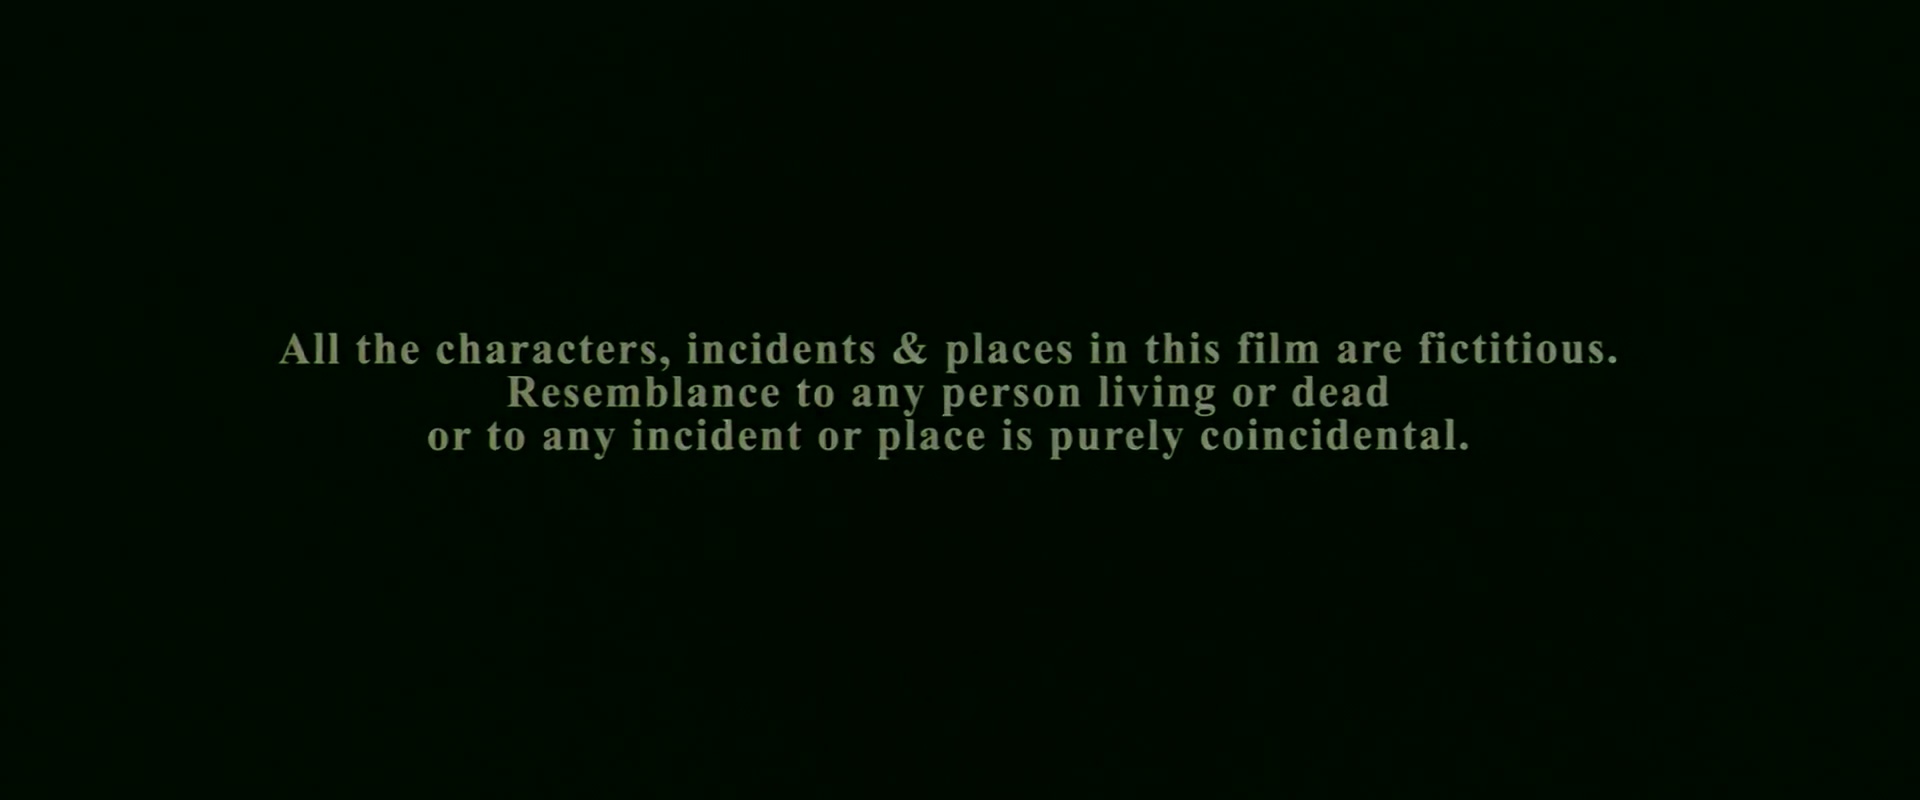 All the characters, incidents & places in this film are fictitious.
Resemblance to any person living or dead
or to any incident or place is purely coincidental.